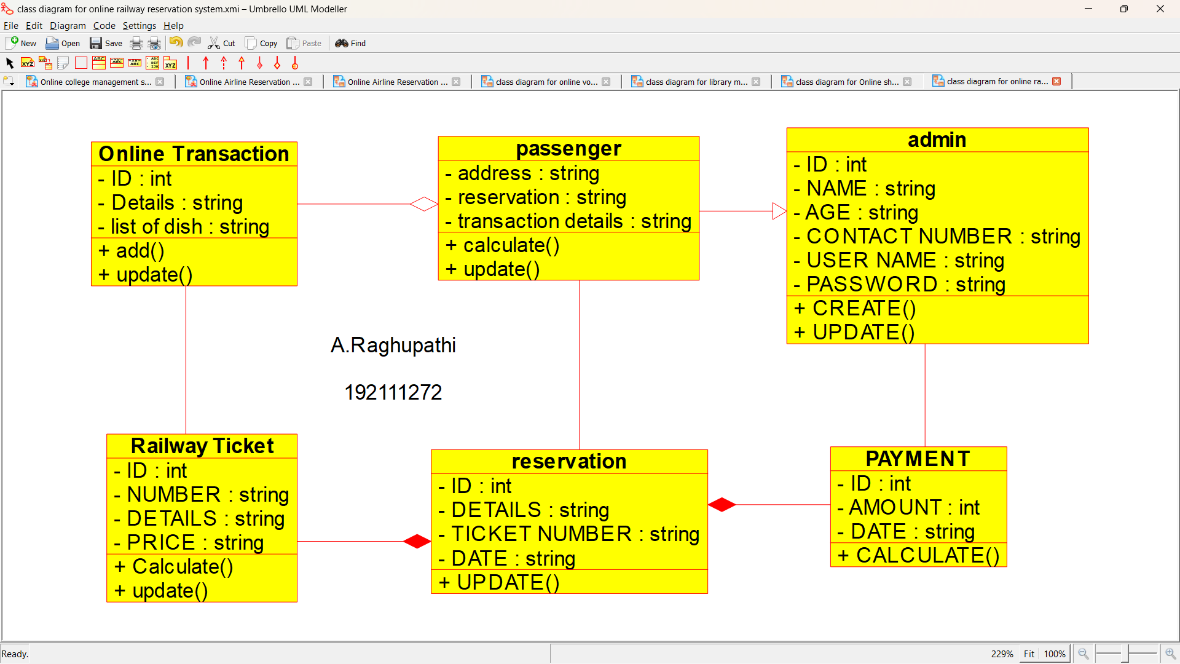 class diagram for online railway reservation system.xmi – Umbrello UML Modeller
File Edit Diagram Code Settings Help
New Open Save Cut Copy Paste Find
Online college management s... Online Airline Reservation ... Online Airline Reservation ... class diagram for online vo... class diagram for library m... class diagram for Online sh... class diagram for online ra...
Online Transaction
- ID : int
- Details : string
- list of dish : string
+ add()
+ update()
passenger
- address : string
- reservation : string
- transaction details : string
+ calculate()
+ update()
admin
- ID : int
- NAME : string
- AGE : string
- CONTACT NUMBER : string
- USER NAME : string
- PASSWORD : string
+ CREATE()
+ UPDATE()
A.Raghupathi
192111272
Railway Ticket
- ID : int
- NUMBER : string
- DETAILS : string
- PRICE : string
+ Calculate()
+ update()
reservation
- ID : int
- DETAILS : string
- TICKET NUMBER : string
- DATE : string
+ UPDATE()
PAYMENT
- ID : int
- AMOUNT : int
- DATE : string
+ CALCULATE()
Ready.
229% Fit 100%